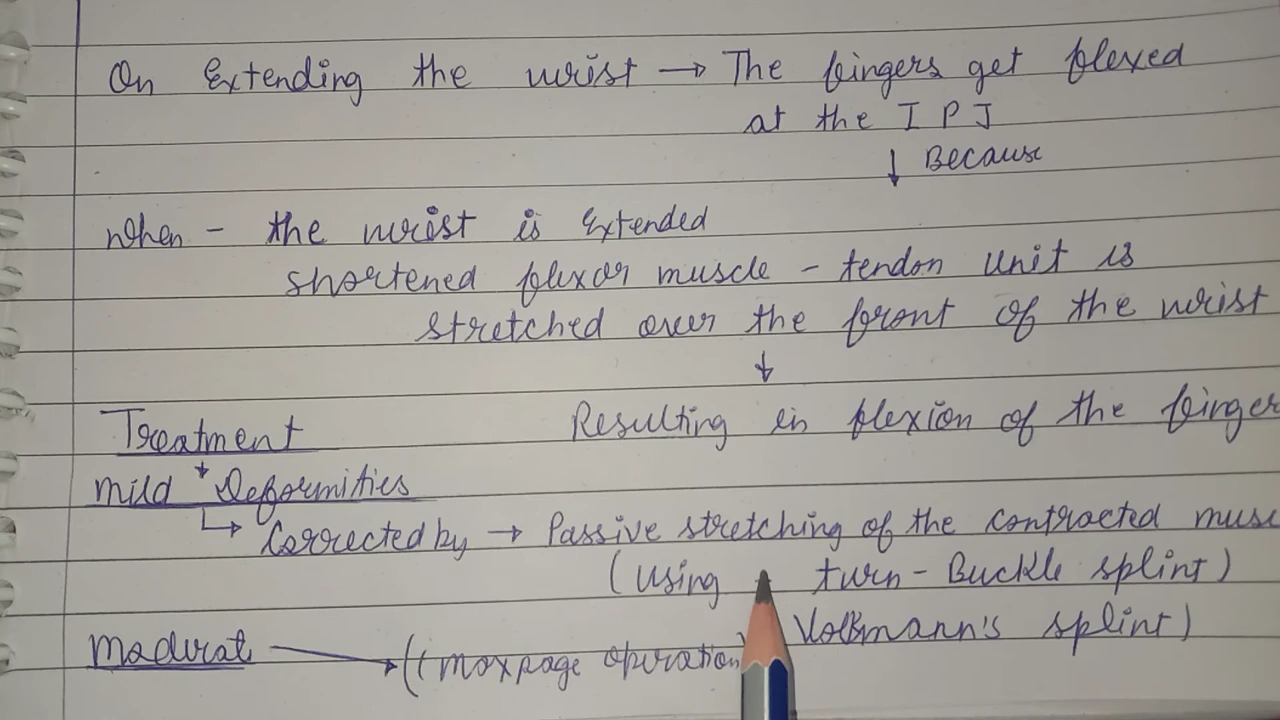 On Extending the wrist → The fingers get flexed
at the I P J
↓ Because
When - the wrist is Extended
shortened flexor muscle - tendon unit is
stretched over the front of the wrist
↓
Resulting in flexion of the finger
Treatment
mild Deformities
↳ Corrected by → Passive stretching of the contracted musc
(Using turn - Buckle splint)
Volkmann's splint)
Moderat → (( maxpage operation)